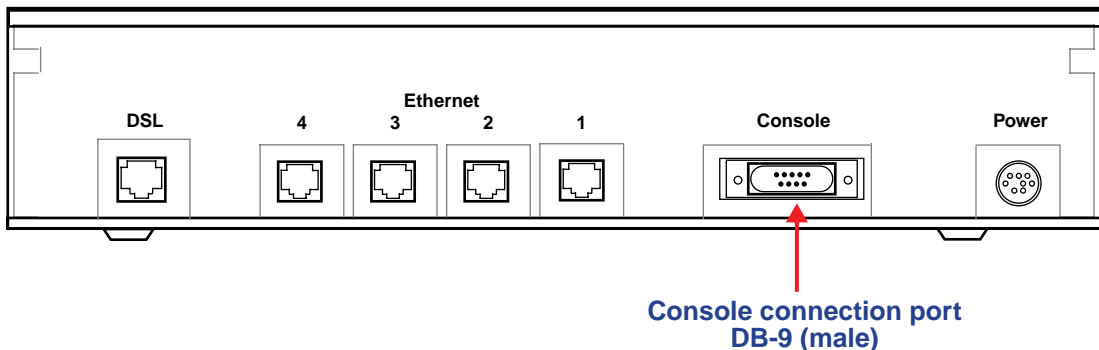 Ethernet
DSL 4 3 2 1 Console Power
Console connection port
DB-9 (male)